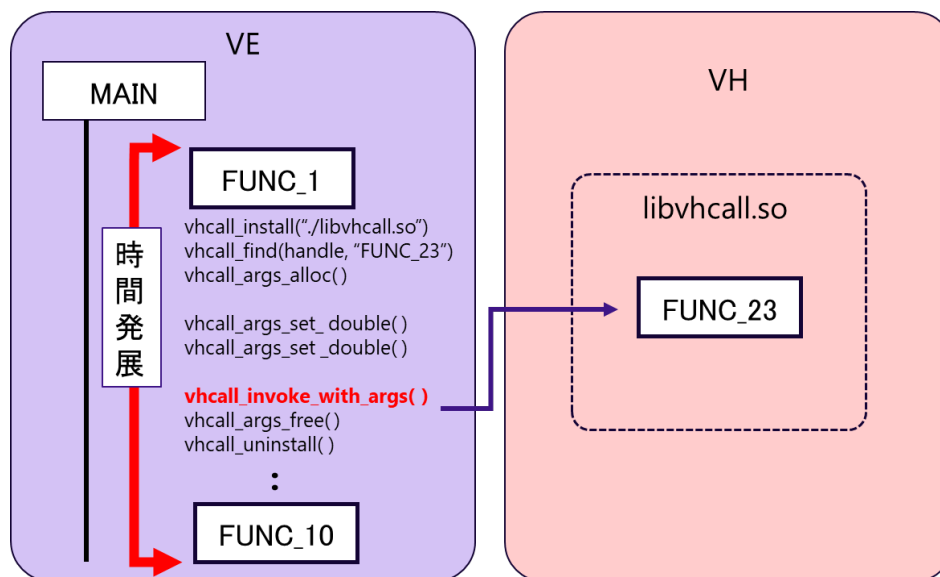 VE
MAIN
FUNC_1
vhcall_install(“./libvhcall.so”)
vhcall_find(handle, “FUNC_23”)
vhcall_args_alloc( )
vhcall_args_set_ double( )
vhcall_args_set _double( )
vhcall_invoke_with_args( )
vhcall_args_free( )
vhcall_uninstall( )
:
FUNC_10
時
間
発
展
VH
libvhcall.so
FUNC_23